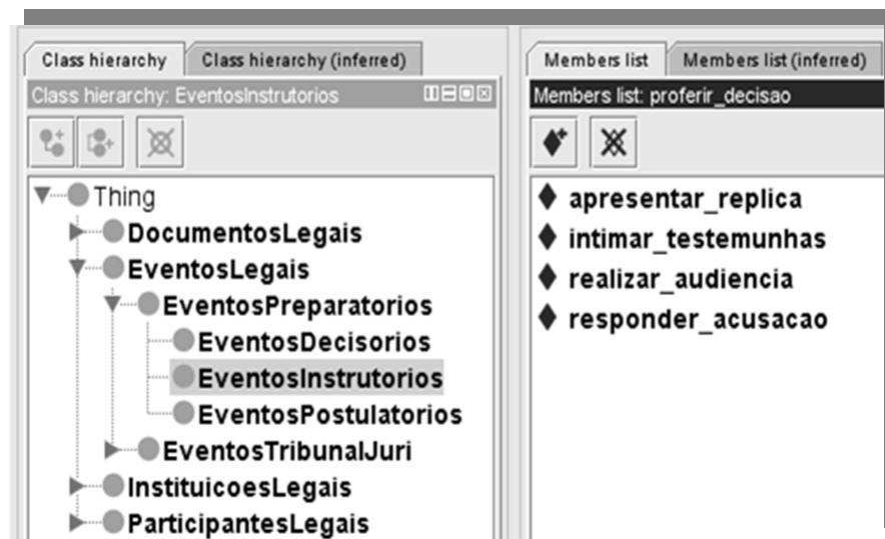 Class hierarchy
Class hierarchy (inferred)
Class hierarchy: EventosInstrutorios
Thing
DocumentosLegais
EventosLegais
EventosPreparatorios
EventosDecisorios
EventosInstrutorios
EventosPostulatorios
EventosTribunalJuri
InstituicoesLegais
ParticipantesLegais
Members list
Members list (inferred)
Members list: proferir_decisao
apresentar_replica
intimar_testemunhas
realizar_audiencia
responder_acusacao